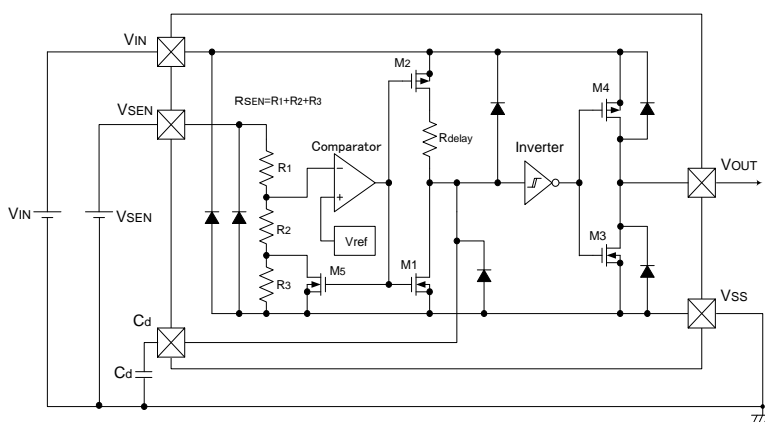 VIN
M2
M4
RSEN=R1+R2+R3
VSEN
Comparator
Rdelay
Inverter
R1
−
+
VOUT
VIN
VSEN
R2
Vref
M3
M5
M1
R3
Cd
VSS
Cd